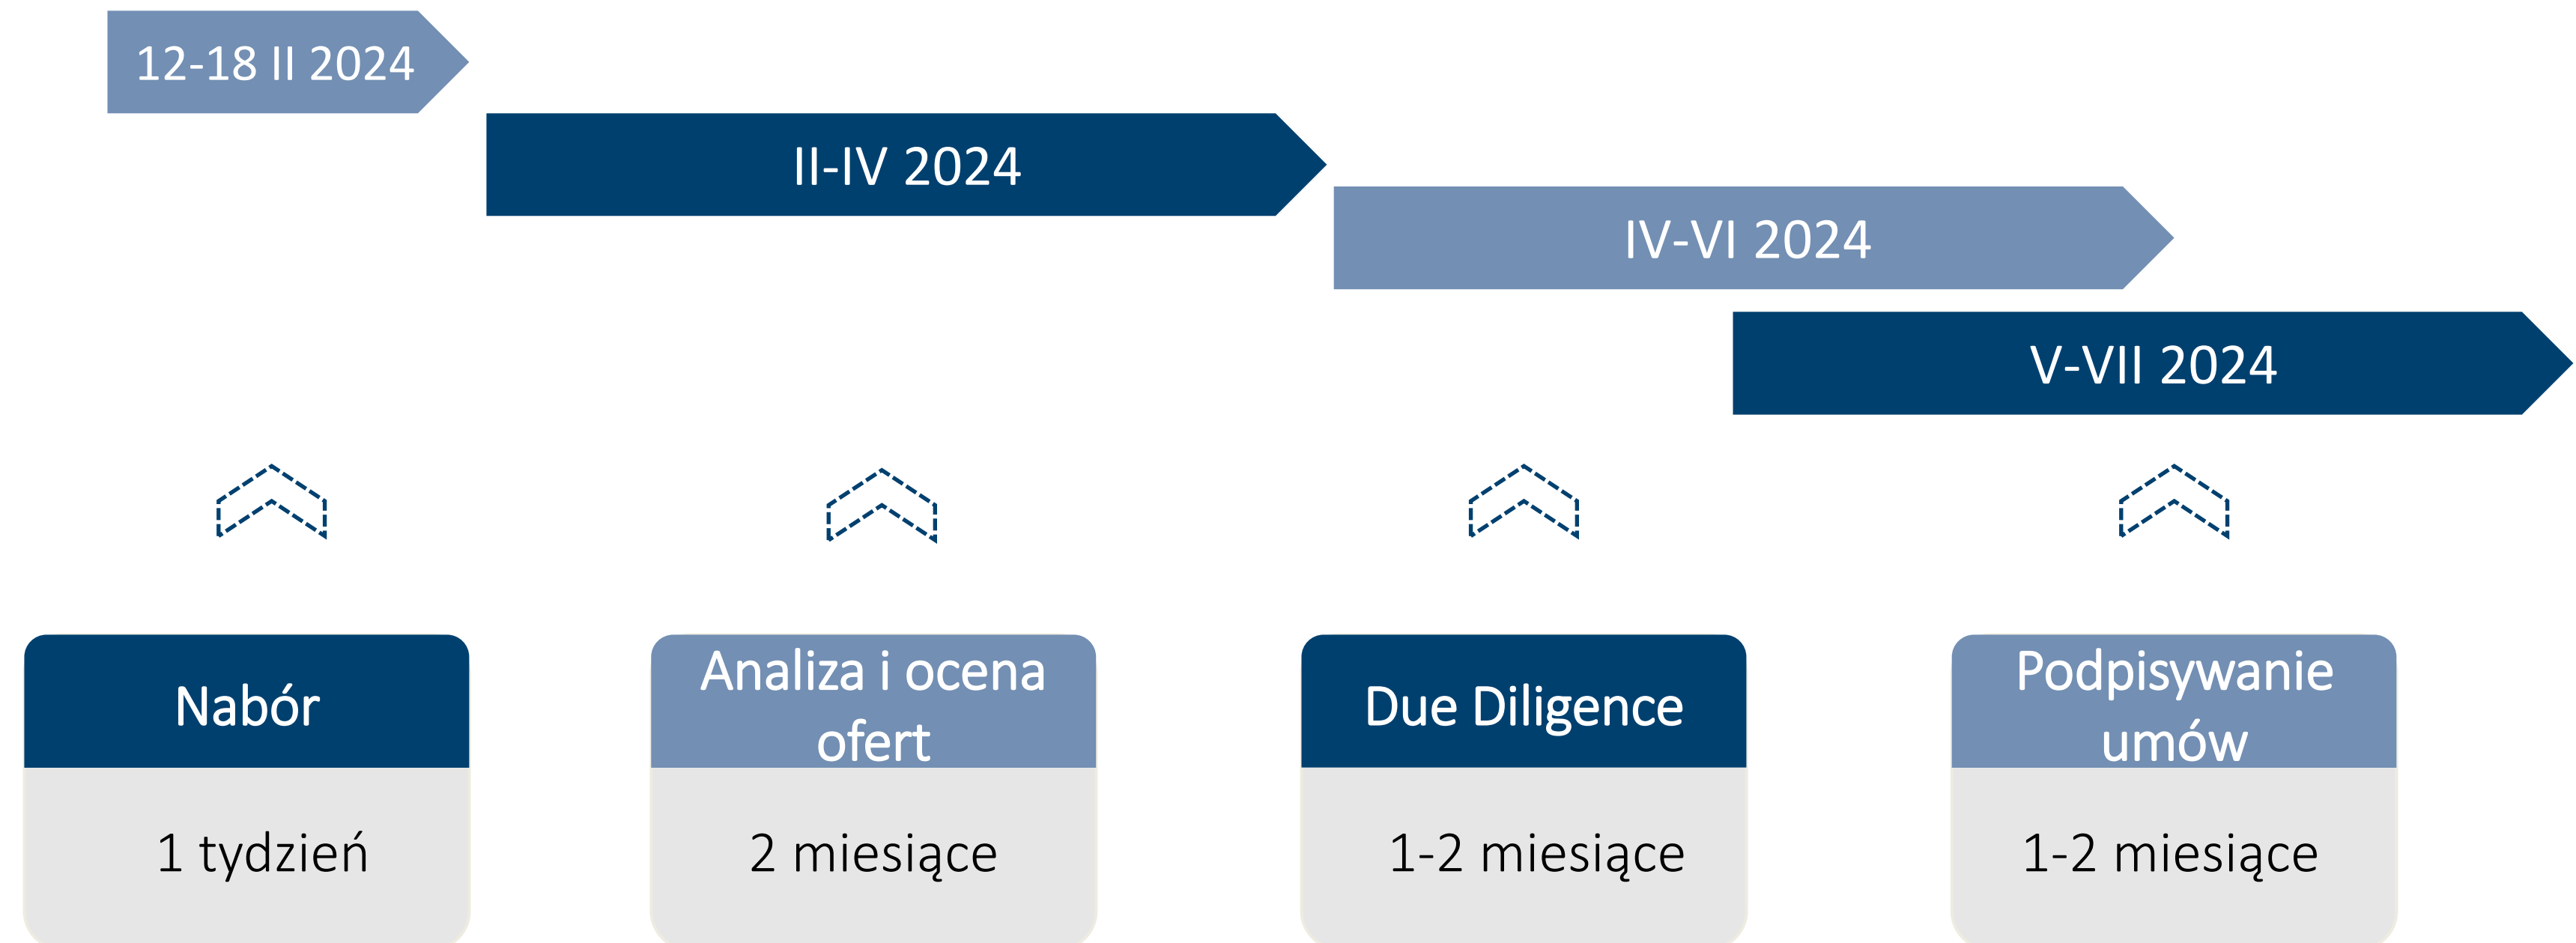 12-18 II 2024
II-IV 2024
IV-VI 2024
V-VII 2024
Nabór
1 tydzień
Analiza i ocena
ofert
2 miesiące
Due Diligence
1-2 miesiące
Podpisywanie
umów
1-2 miesiące